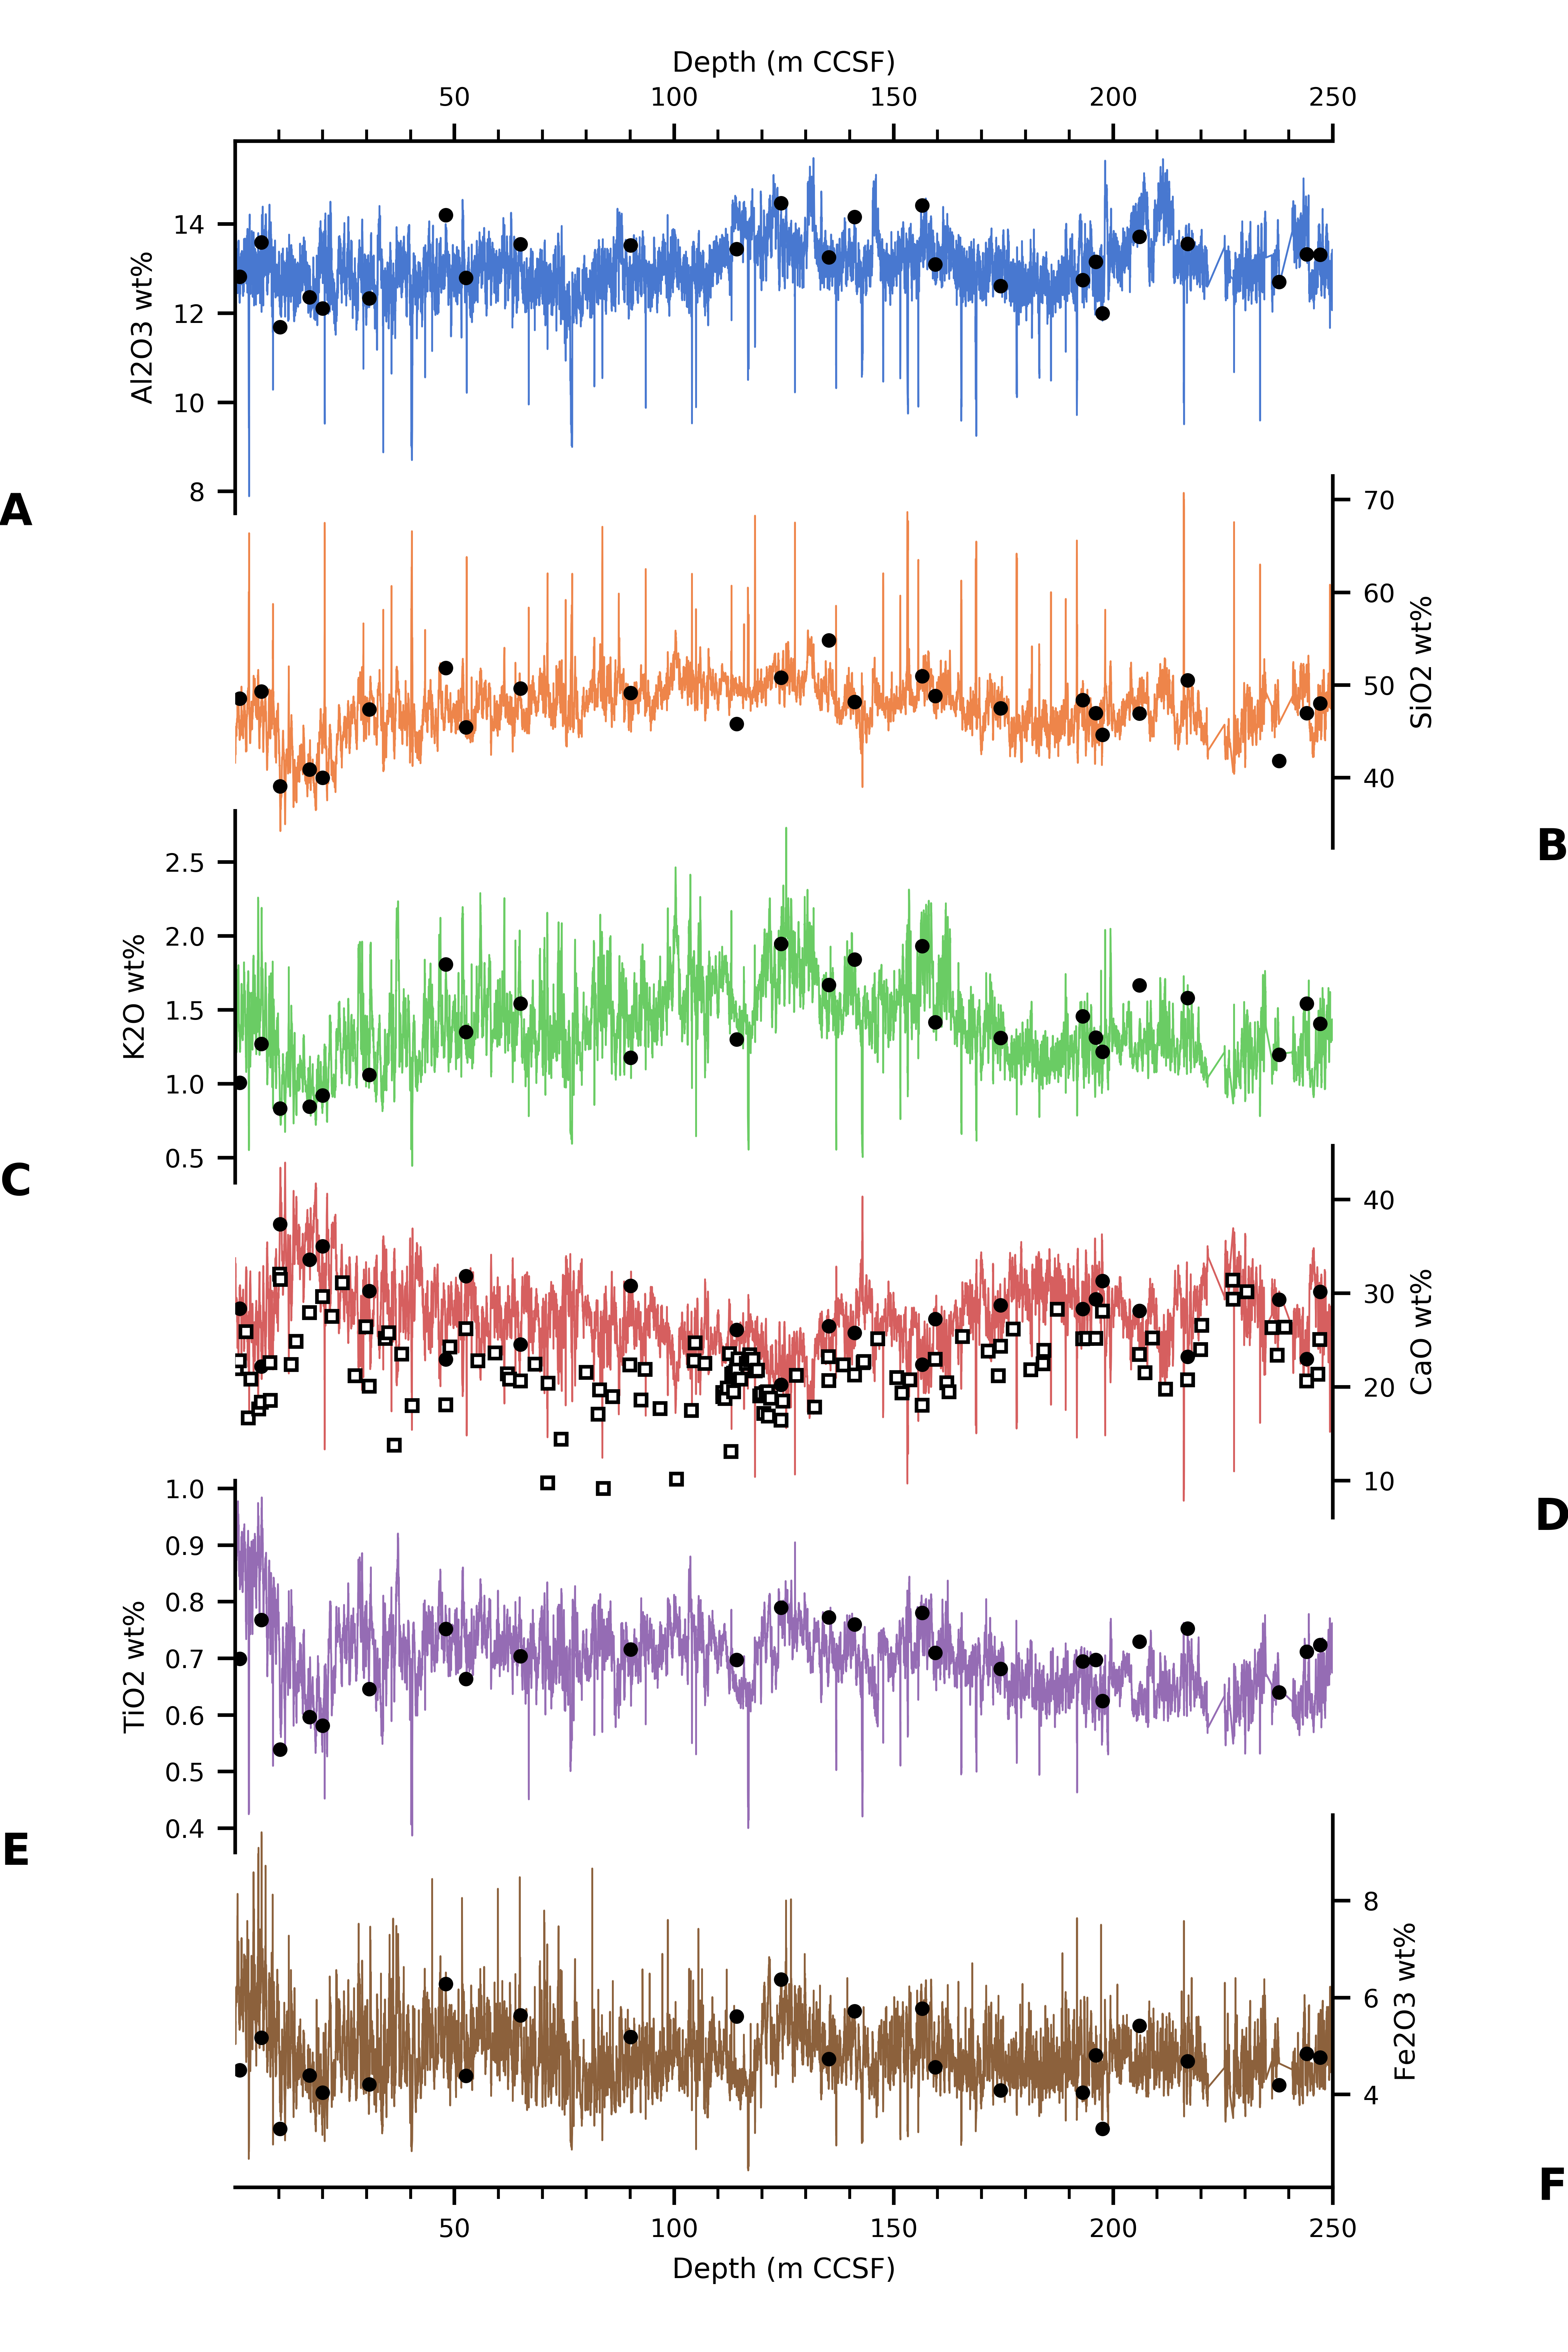 Depth (m CCSF)
50 100 150 200 250
14
12
10
8
Al2O3 wt%
A
70
60
50
40
SiO2 wt%
B
2.5
2.0
1.5
1.0
0.5
K2O wt%
C
40
30
20
10
CaO wt%
D
1.0
0.9
0.8
0.7
0.6
0.5
0.4
TiO2 wt%
E
8
6
4
Fe2O3 wt%
F
50 100 150 200 250
Depth (m CCSF)